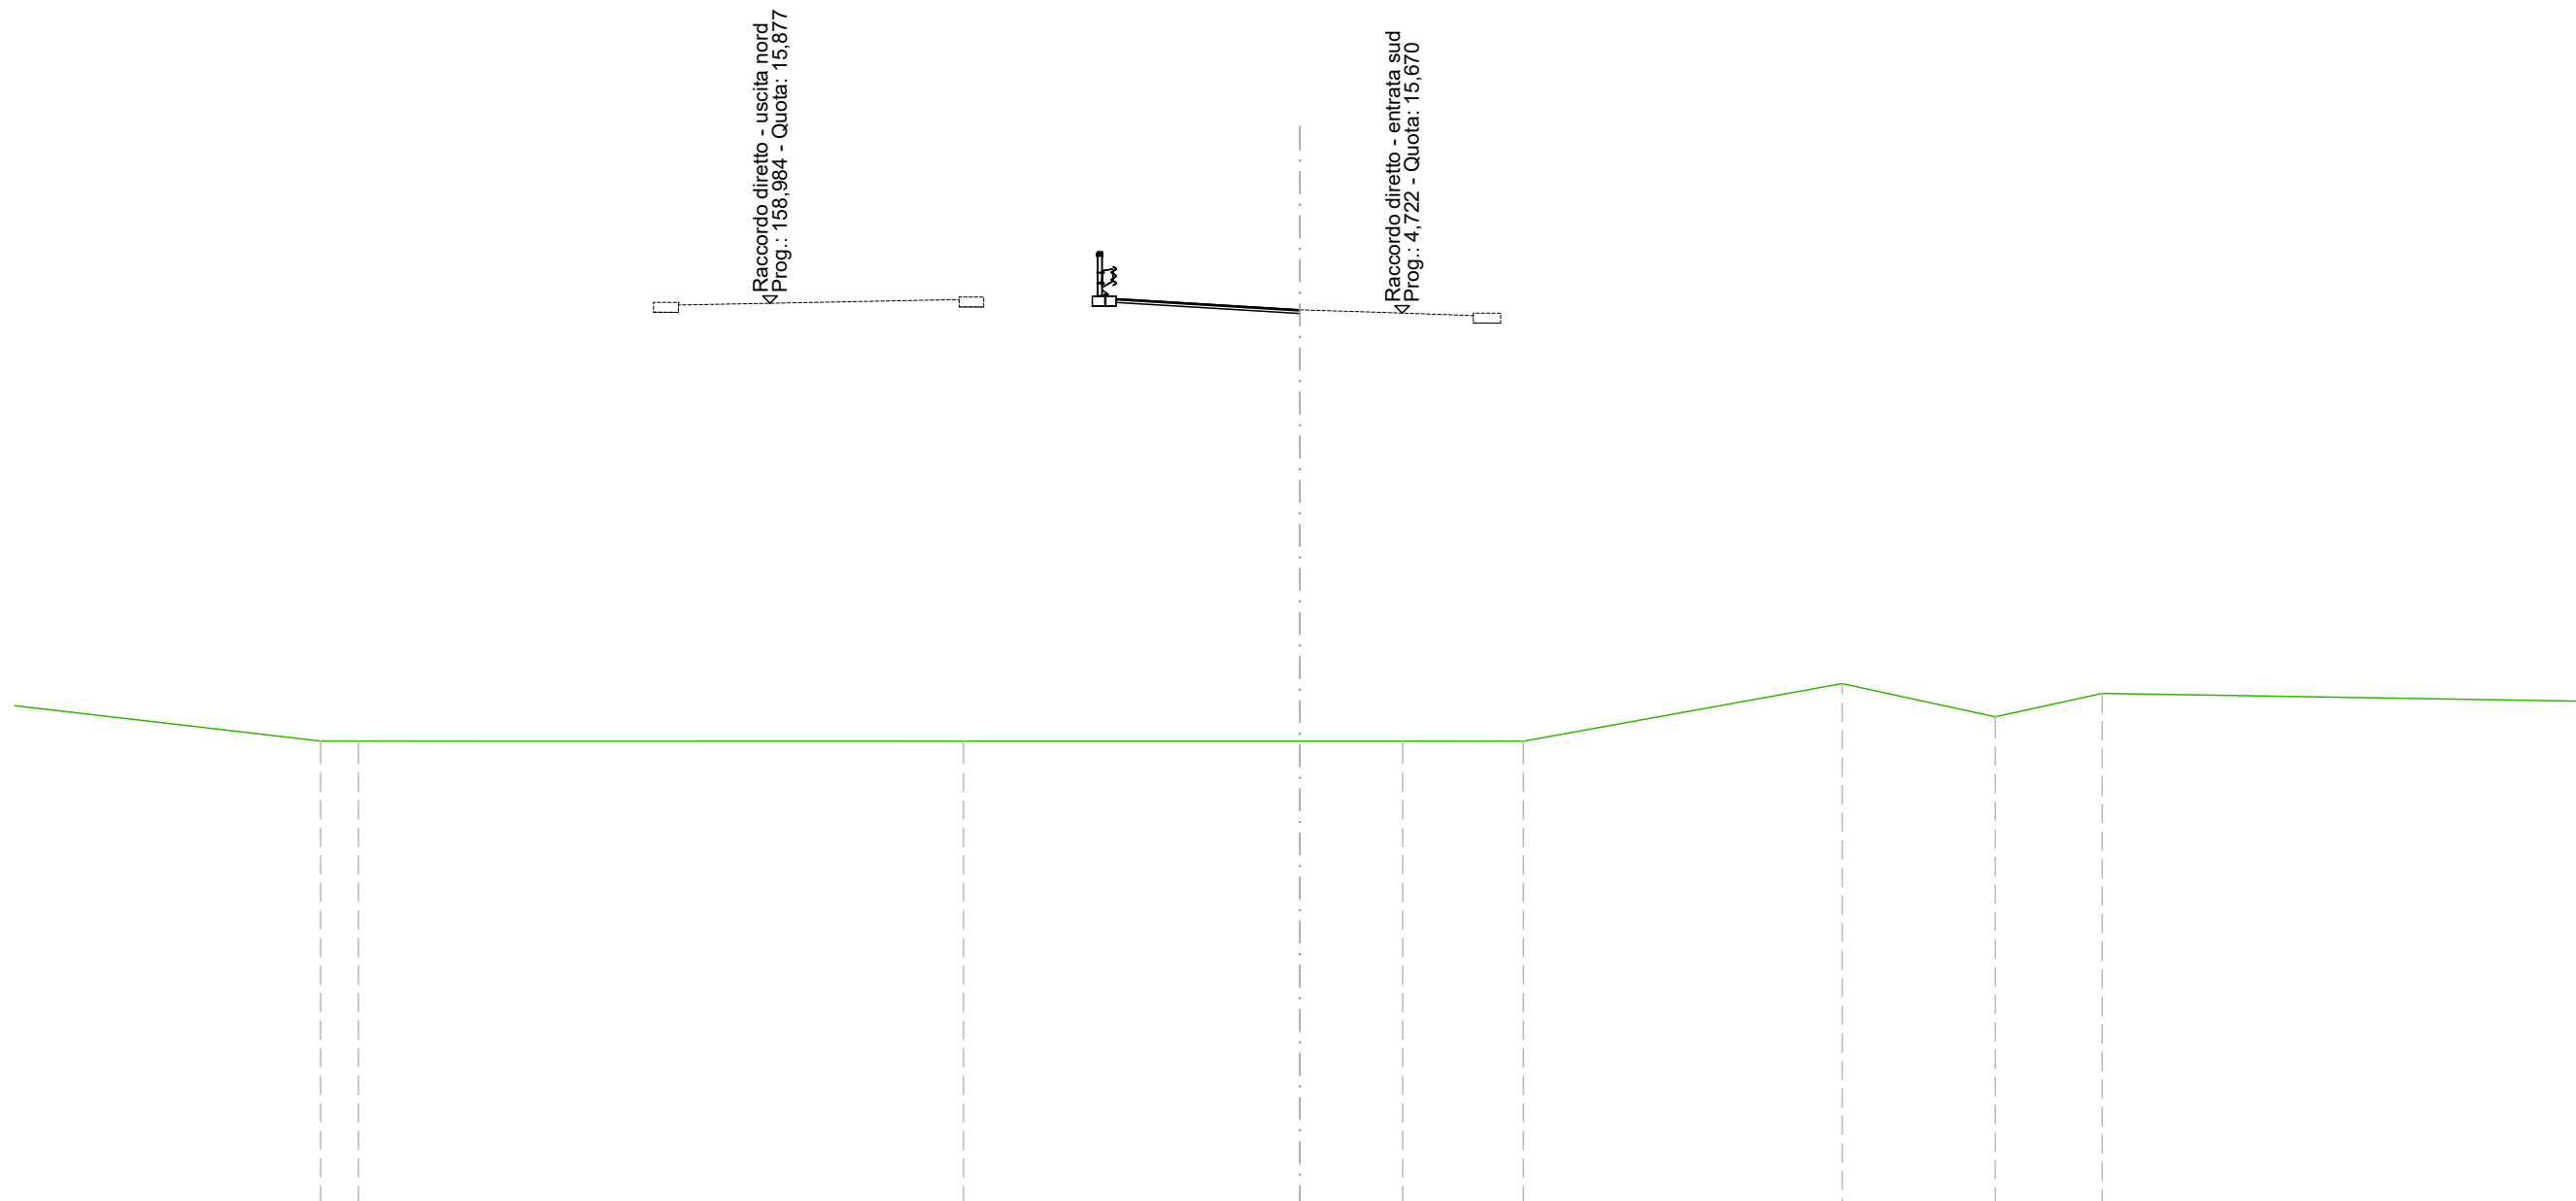 Raccordo diretto - uscita nord
Prog.: 158,984 - Quota: 15,877
Raccordo diretto - entrata sud
Prog.: 4,722 - Quota: 15,670